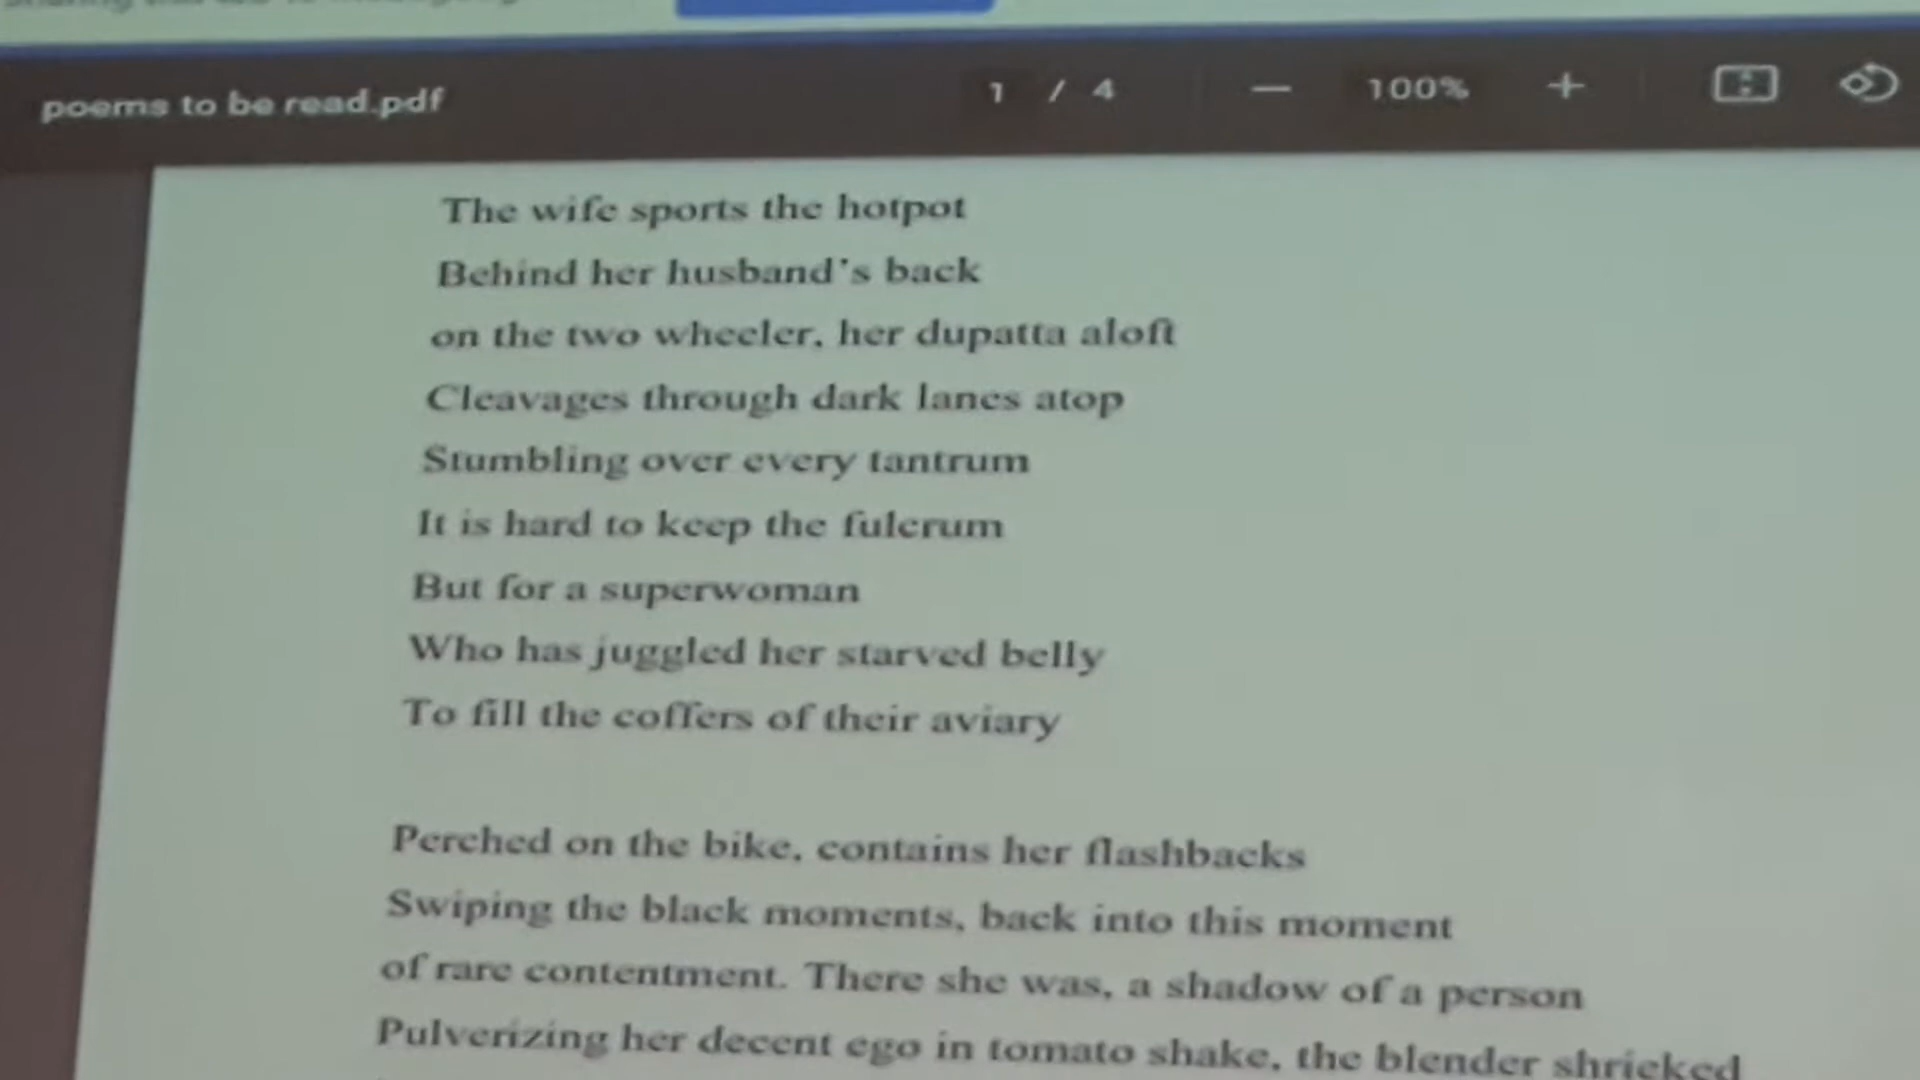 poems to be read.pdf
1 / 4
100%
The wife sports the hotpot
Behind her husband's back
on the two wheeler, her dupatta aloft
Cleavages through dark lanes atop
Stumbling over every tantrum
It is hard to keep the fulcrum
But for a superwoman
Who has juggled her starved belly
To fill the coffers of their aviary
Perched on the bike, contains her flashbacks
Swiping the black moments, back into this moment
of rare contentment. There she was, a shadow of a person
Pulverizing her decent ego in tomato shake, the blender shrieked